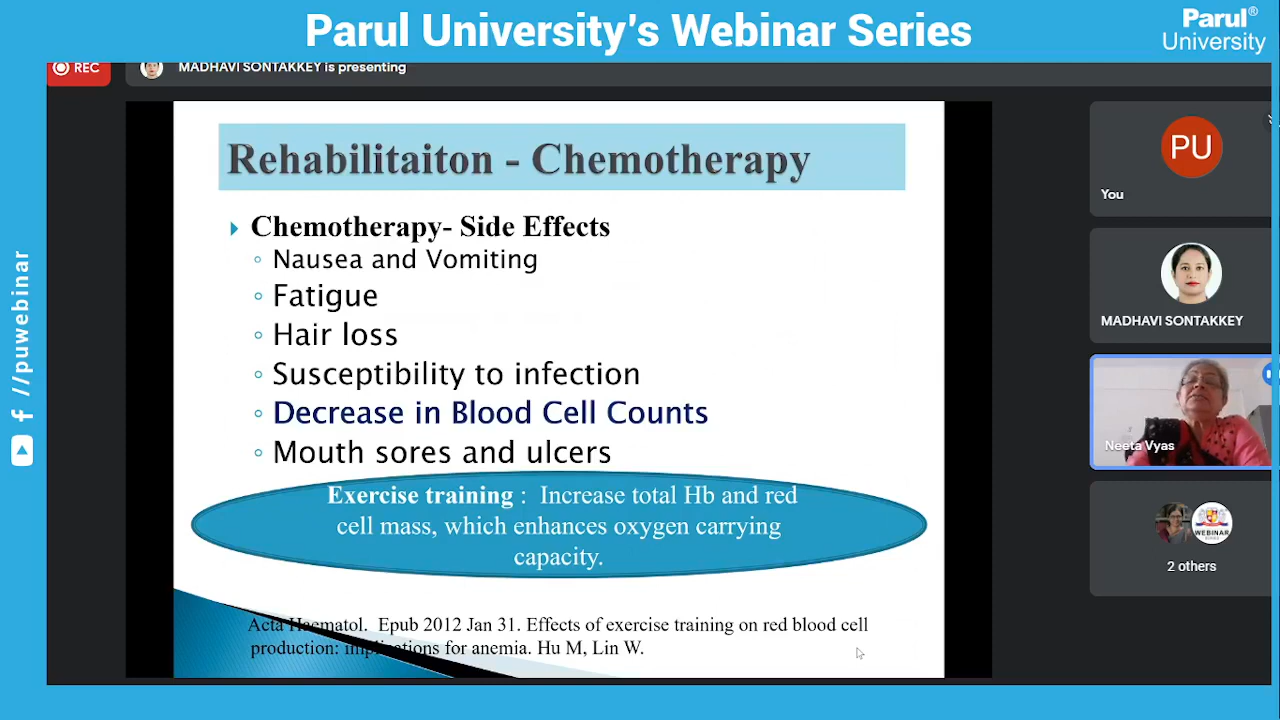 Parul University's Webinar Series
Parul®
University
REC
MADHAVI SONTAKKEY is presenting
Rehabilitaiton - Chemotherapy
Chemotherapy- Side Effects
Nausea and Vomiting
Fatigue
Hair loss
Susceptibility to infection
Decrease in Blood Cell Counts
Mouth sores and ulcers
Exercise training : Increase total Hb and red
cell mass, which enhances oxygen carrying
capacity.
Acta Haematol. Epub 2012 Jan 31. Effects of exercise training on red blood cell
production: implications for anemia. Hu M, Lin W.
PU
You
MADHAVI SONTAKKEY
Neeta Vyas
WEBINAR
2 others
f //puwebinar